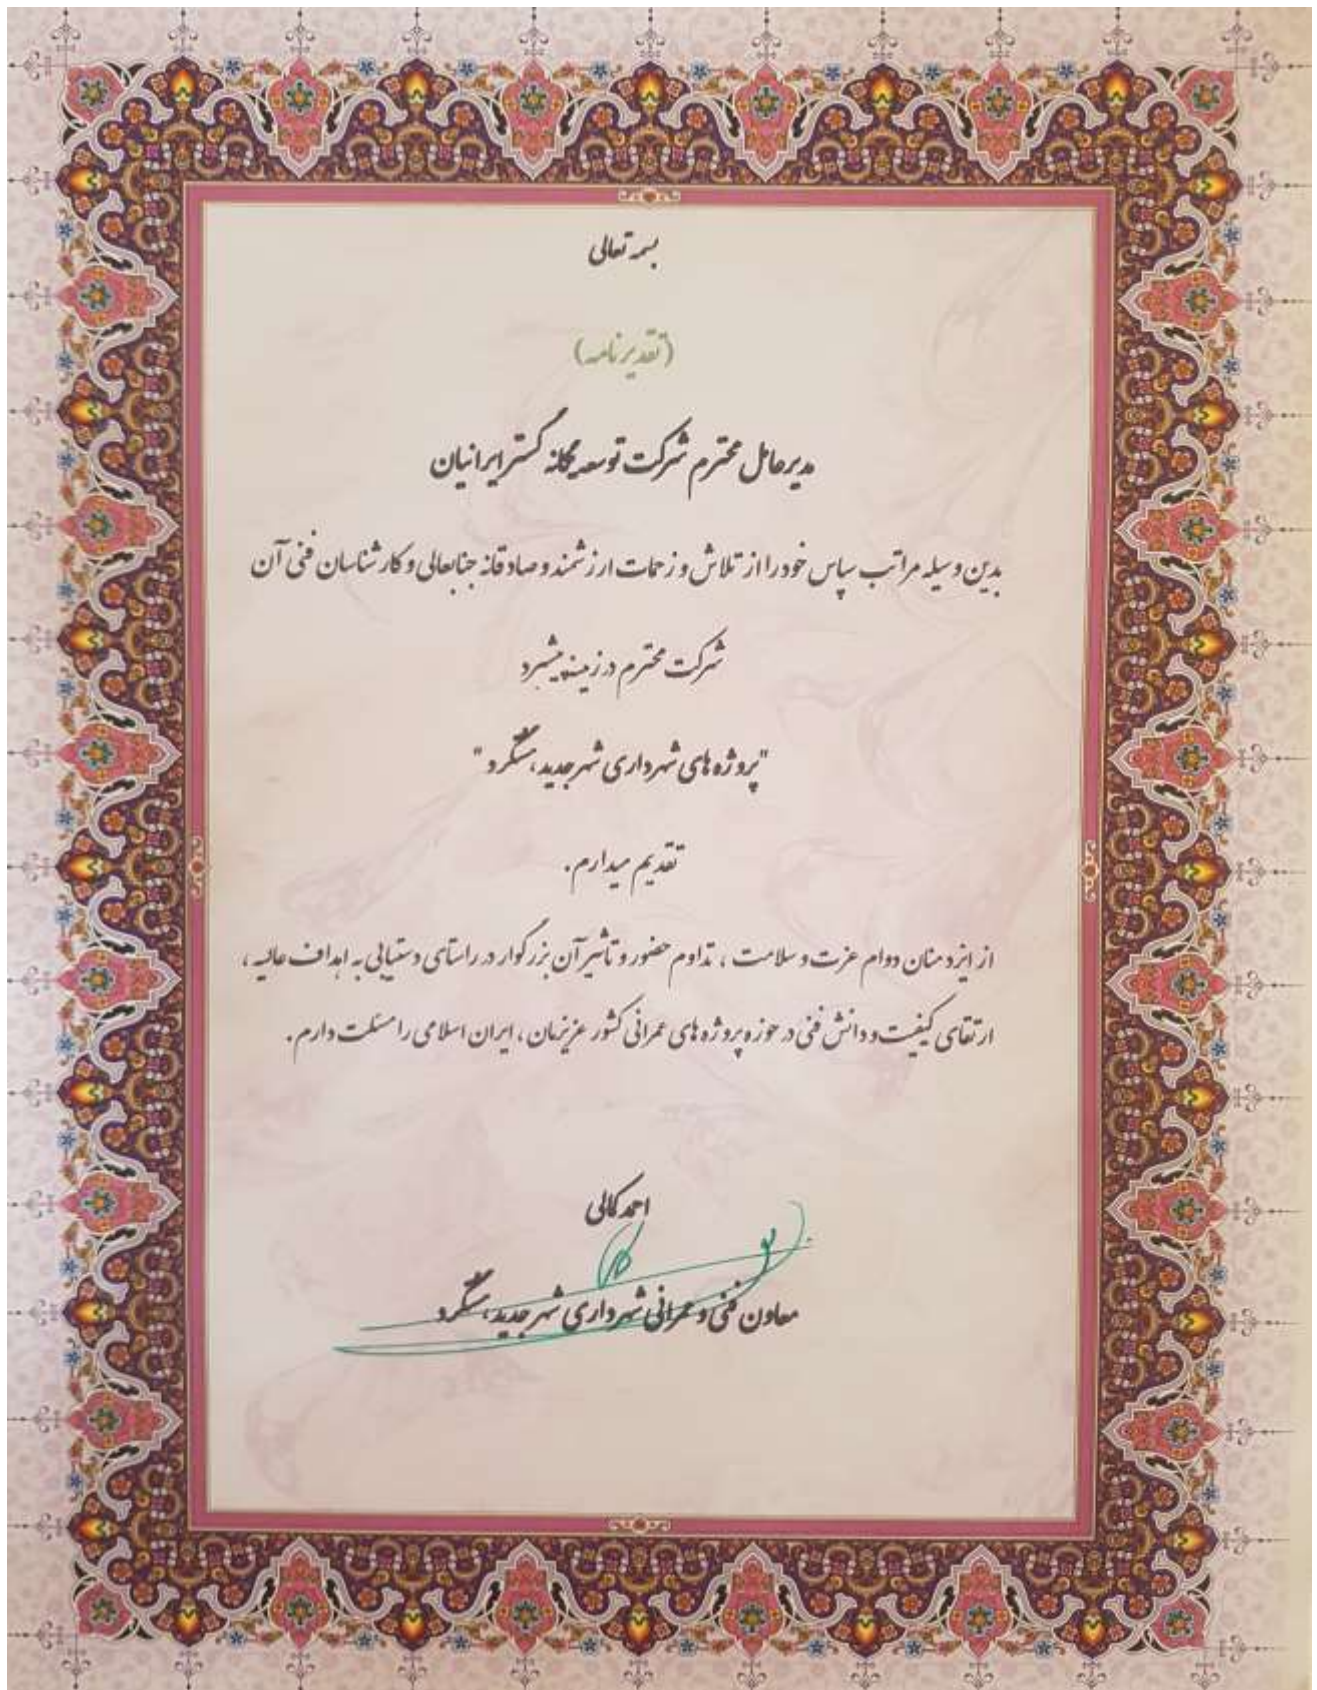 بسمه تعالی
(تقدیرنامه)
مدیرعامل محترم شرکت توسعه یگانه گستر ایرانیان
بدین وسیله مراتب سپاس خود را از تلاش و زحمات ارزشمند و صادقانه جنابعالی و کارشناسان فنی آن
شرکت محترم در زمینه پیشبرد
"پروژه های شهرداری شهر جدید هشتگرد"
تقدیم میدارم.
از ایزد منان دوام عزت و سلامت، تداوم حضور و تاثیر آن بزرگوار در راستای دستیابی به اهداف عالیه،
ارتقای کیفیت و دانش فنی در حوزه پروژه های عمرانی کشور عزیزمان، ایران اسلامی را مسئلت دارم.
احمد کمالی
معاون فنی و عمرانی شهرداری شهر جدید هشتگرد